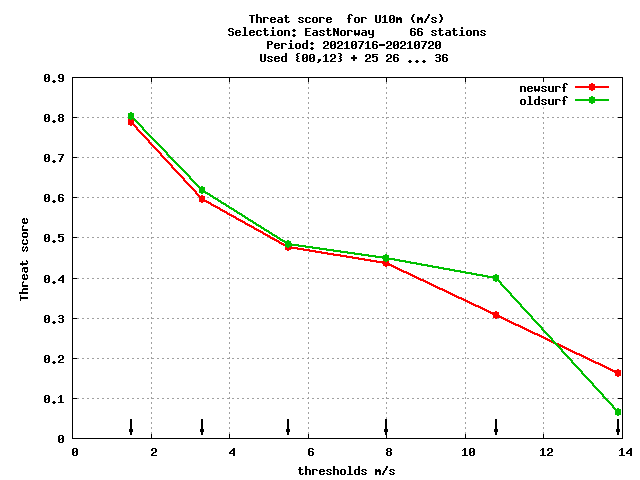 Threat score  for U10m (m/s)
Selection: EastNorway     66 stations
Period: 20210716-20210720
Used {00,12} + 25 26 ... 36
newsurf
oldsurf
0.9
0.8
0.7
0.6
0.5
0.4
0.3
0.2
0.1
0
Threat score
0 2 4 6 8 10 12 14
thresholds m/s